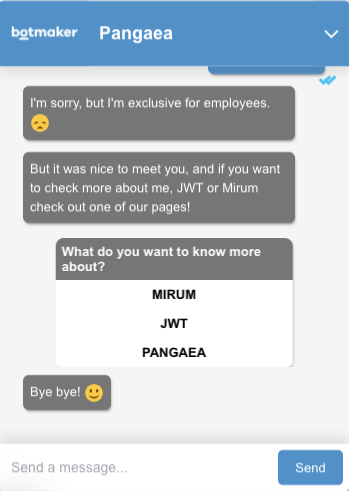 botmaker Pangaea
I'm sorry, but I'm exclusive for employees.
😞
But it was nice to meet you, and if you want
to check more about me, JWT or Mirum
check out one of our pages!
What do you want to know more
about?
MIRUM
JWT
PANGAEA
Bye bye! 🙂
Send a message...
Send